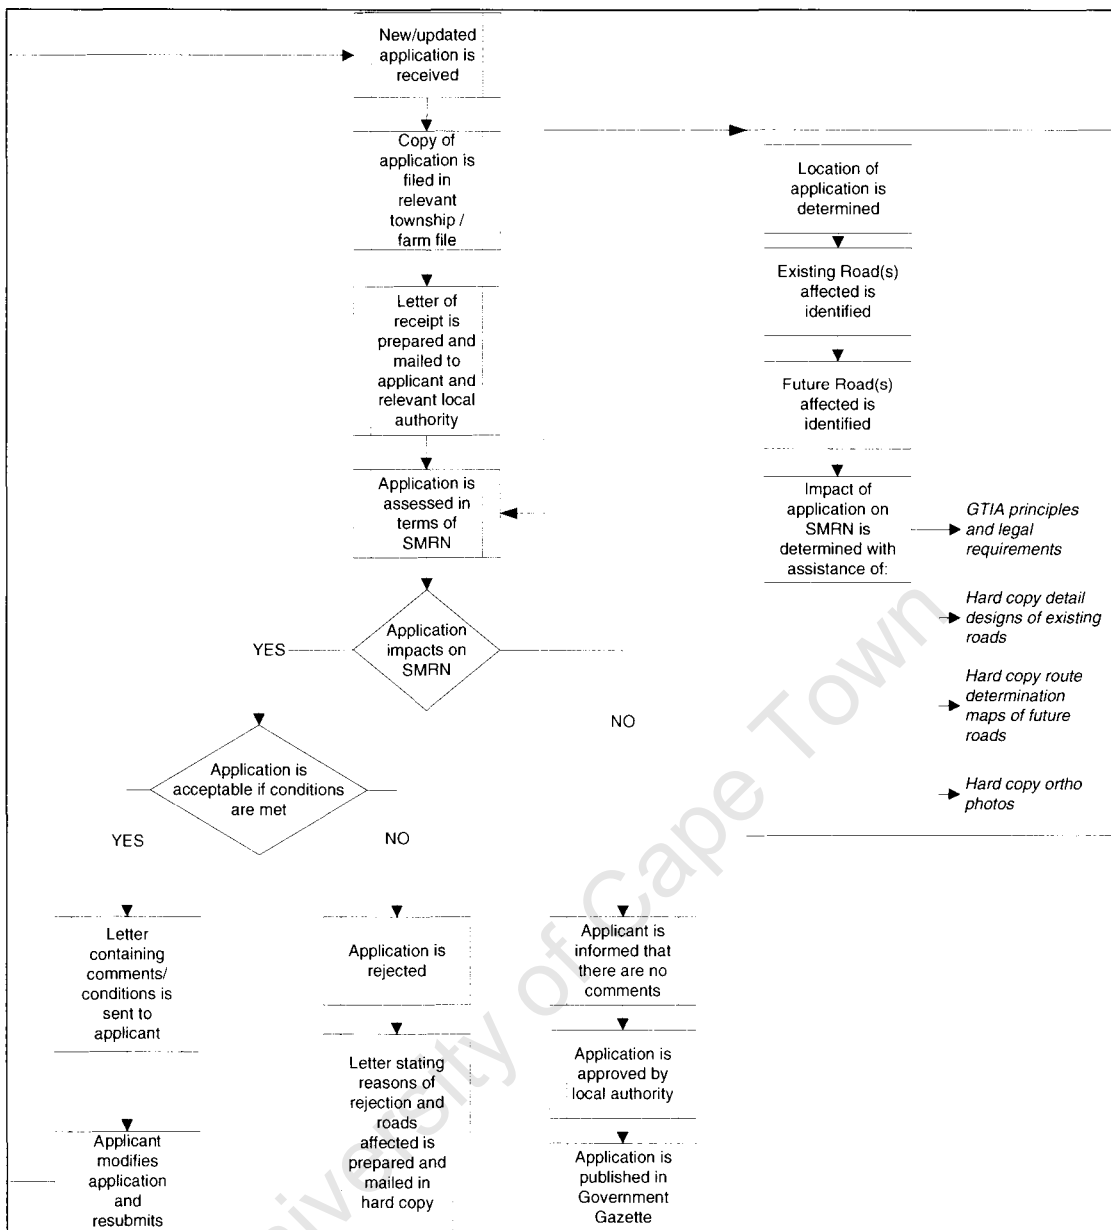 New/updated
application is
received
Copy of
application is
filed in
relevant
township /
farm file
Letter of
receipt is
prepared and
mailed to
applicant and
relevant local
authority
Application is
assessed in
terms of
SMRN
Application
impacts on
SMRN
YES
NO
Application is
acceptable if conditions
are met
YES
NO
Letter
containing
comments/
conditions is
sent to
applicant
Applicant
modifies
application
and
resubmits
Application is
rejected
Letter stating
reasons of
rejection and
roads
affected is
prepared and
mailed in
hard copy
Applicant is
informed that
there are no
comments
Application is
approved by
local authority
Application is
published in
Government
Gazette
Location of
application is
determined
Existing Road(s)
affected is
identified
Future Road(s)
affected is
identified
Impact of
application on
SMRN is
determined with
assistance of:
GTIA principles
and legal
requirements
Hard copy detail
designs of existing
roads
Hard copy route
determination
maps of future
roads
Hard copy ortho
photos
University of Cape Town